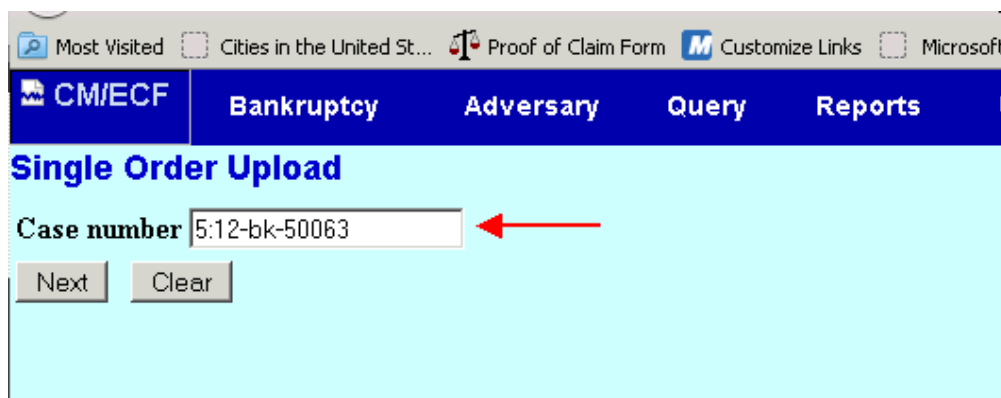 Most Visited Cities in the United St... Proof of Claim Form Customize Links Microsoft
CM/ECF Bankruptcy Adversary Query Reports
Single Order Upload
Case number 5:12-bk-50063
Next Clear